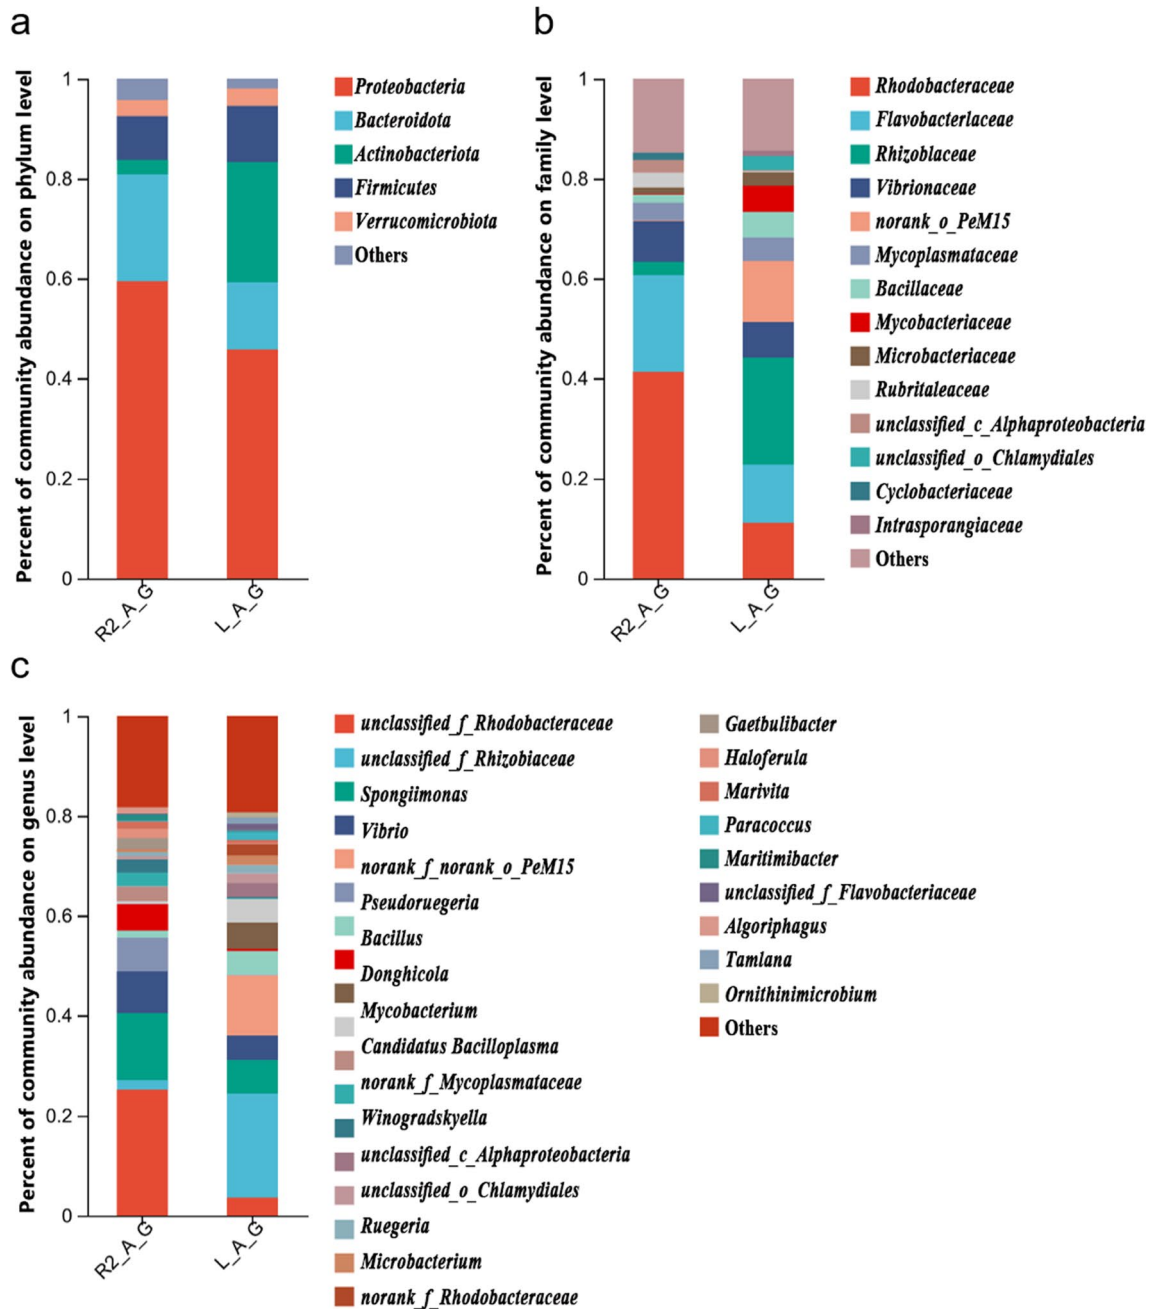 a
Percent of community abundance on phylum level
1
0.8
0.6
0.4
0.2
0
R2_A_G
L_A_G
Proteobacteria
Bacteroidota
Actinobacteriota
Firmicutes
Verrucomicrobiota
Others
b
Percent of community abundance on family level
1
0.8
0.6
0.4
0.2
0
R2_A_G
L_A_G
Rhodobacteraceae
Flavobacterlaceae
Rhizoblaceae
Vibrionaceae
norank_o_PeM15
Mycoplasmataceae
Bacillaceae
Mycobacteriaceae
Microbacteriaceae
Rubritaleaceae
unclassified_c_Alphaproteobacteria
unclassified_o_Chlamydiales
Cyclobacteriaceae
Intrasporangiaceae
Others
c
Percent of community abundance on genus level
1
0.8
0.6
0.4
0.2
0
R2_A_G
L_A_G
unclassified_f_Rhodobacteraceae
unclassified_f_Rhizobiaceae
Spongiimonas
Vibrio
norank_f_norank_o_PeM15
Pseudoruegeria
Bacillus
Donghicola
Mycobacterium
Candidatus Bacilloplasma
norank_f_Mycoplasmataceae
Winogradskyella
unclassified_c_Alphaproteobacteria
unclassified_o_Chlamydiales
Ruegeria
Microbacterium
norank_f_Rhodobacteraceae
Gaetbulibacter
Haloferula
Marivita
Paracoccus
Maritimibacter
unclassified_f_Flavobacteriaceae
Algoriphagus
Tamlana
Ornithinimicrobium
Others